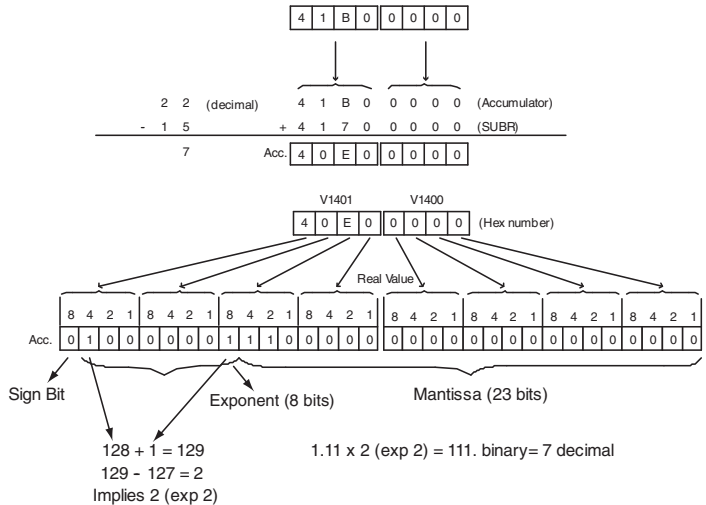 4 1 B 0 0 0 0 0
2 2 (decimal) 4 1 B 0 0 0 0 0 (Accumulator)
- 1 5 + 4 1 7 0 0 0 0 0 (SUBR)
7 Acc. 4 0 E 0 0 0 0 0
V1401 V1400
4 0 E 0 0 0 0 0 (Hex number)
Real Value
8 4 2 1 8 4 2 1 8 4 2 1 8 4 2 1 8 4 2 1 8 4 2 1 8 4 2 1 8 4 2 1
Acc. 0 1 0 0 0 0 0 0 1 1 1 0 0 0 0 0 0 0 0 0 0 0 0 0 0 0 0 0 0 0 0 0
Sign Bit Exponent (8 bits) Mantissa (23 bits)
128 + 1 = 129 1.11 x 2 (exp 2) = 111. binary= 7 decimal
129 - 127 = 2
Implies 2 (exp 2)